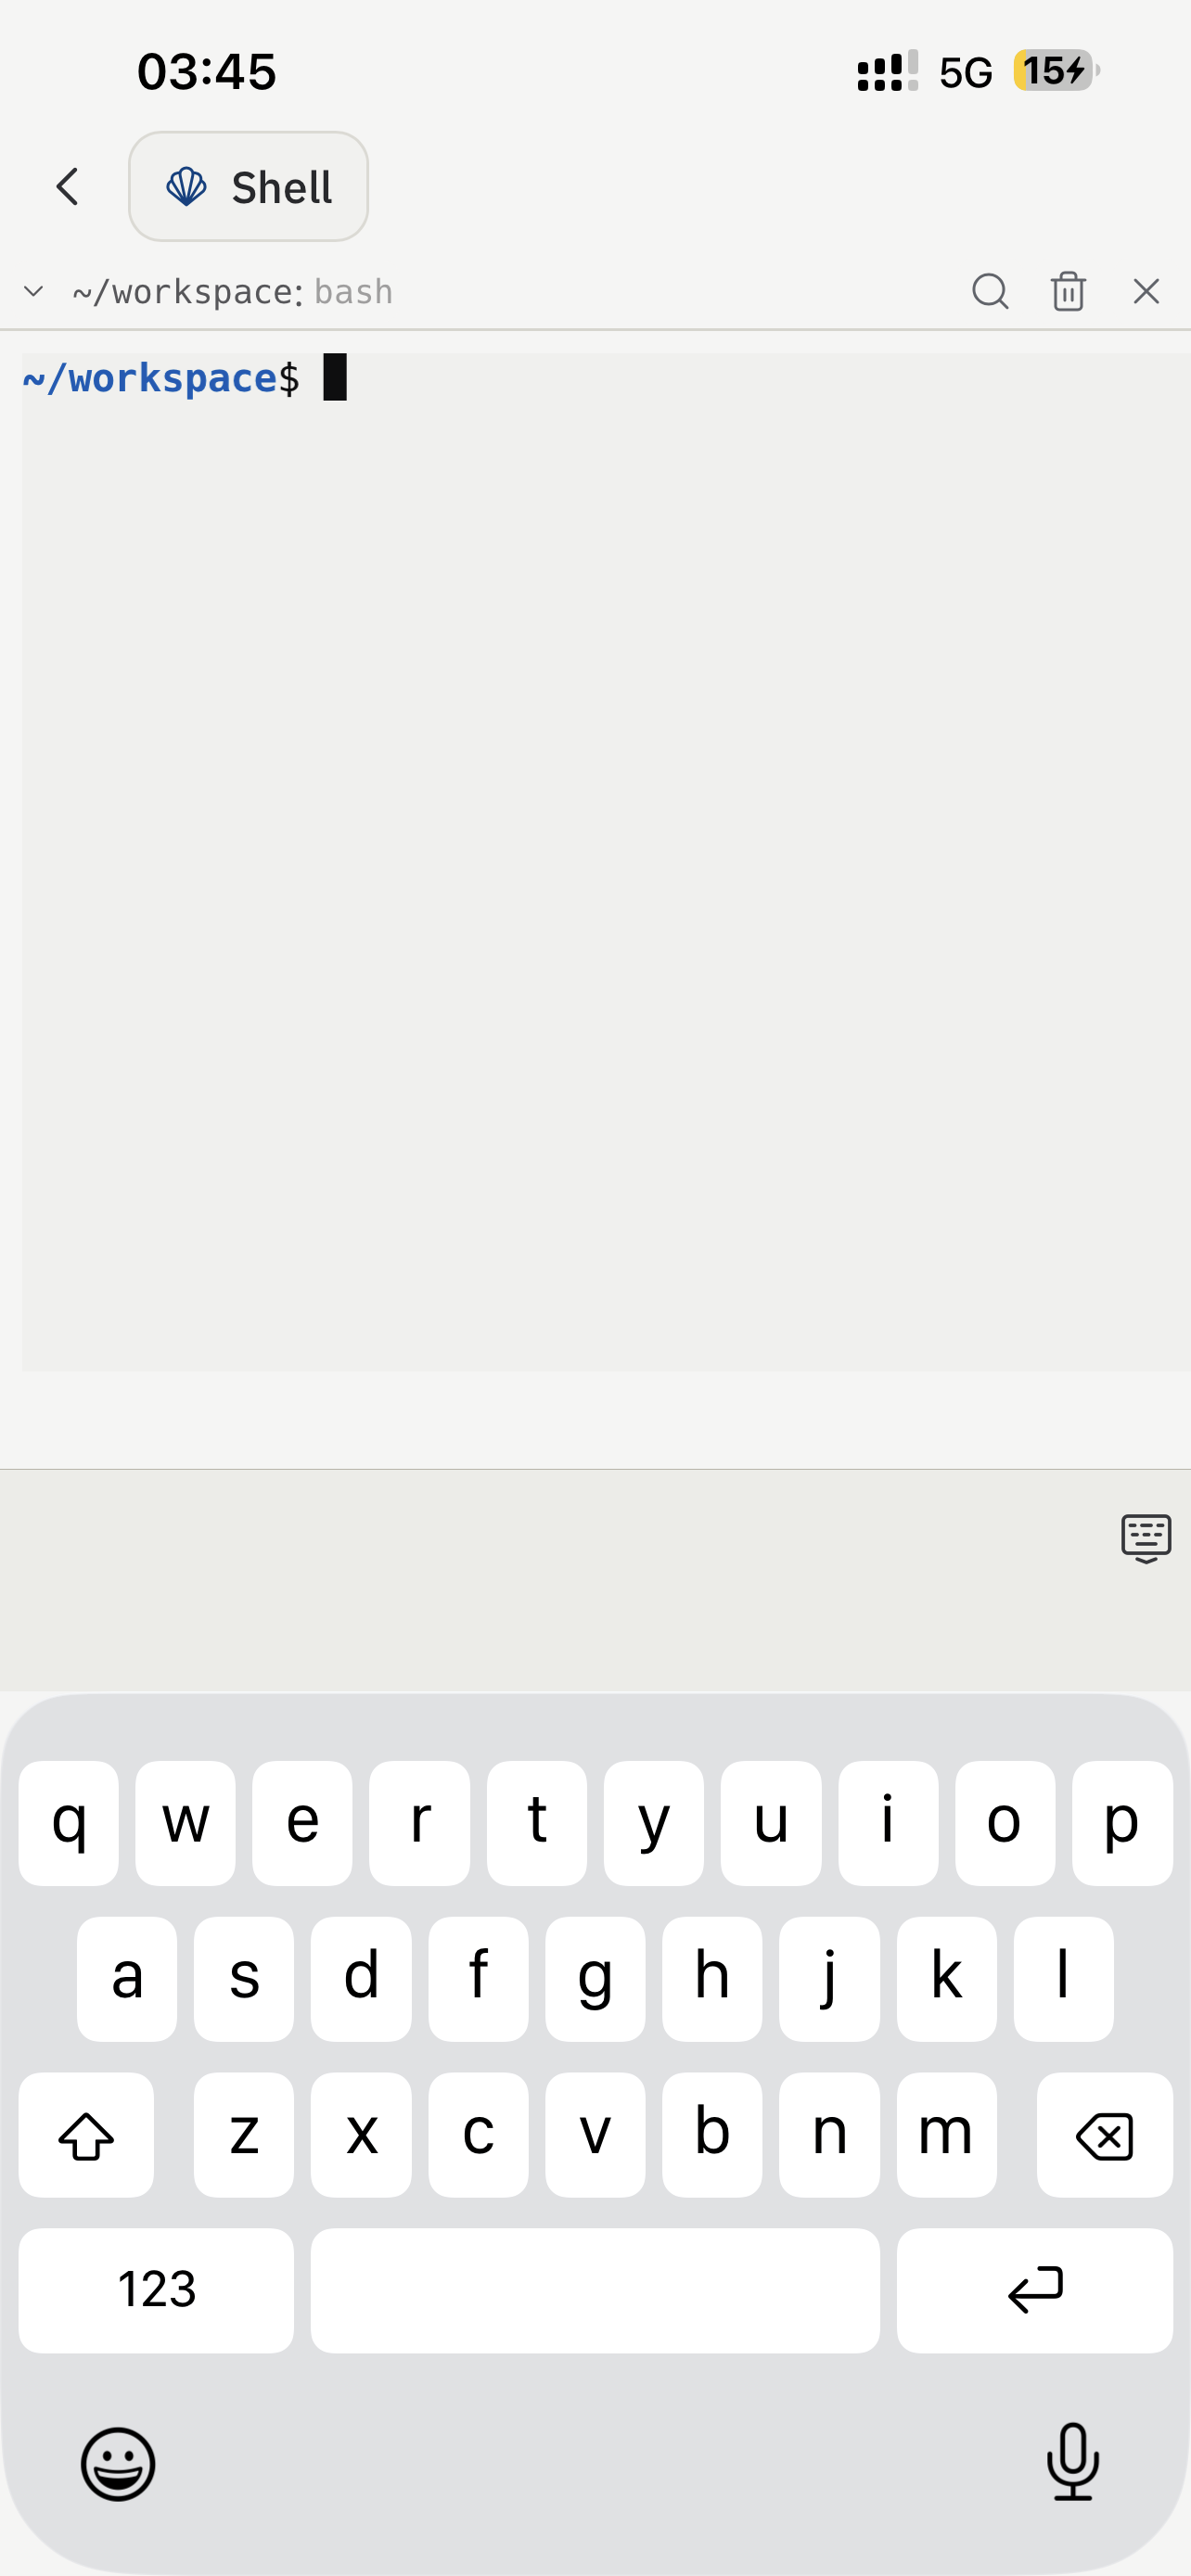 03:45 5G 15
Shell
~/workspace: bash
~/workspace$
q w e r t y u i o p
a s d f g h j k l
z x c v b n m
123